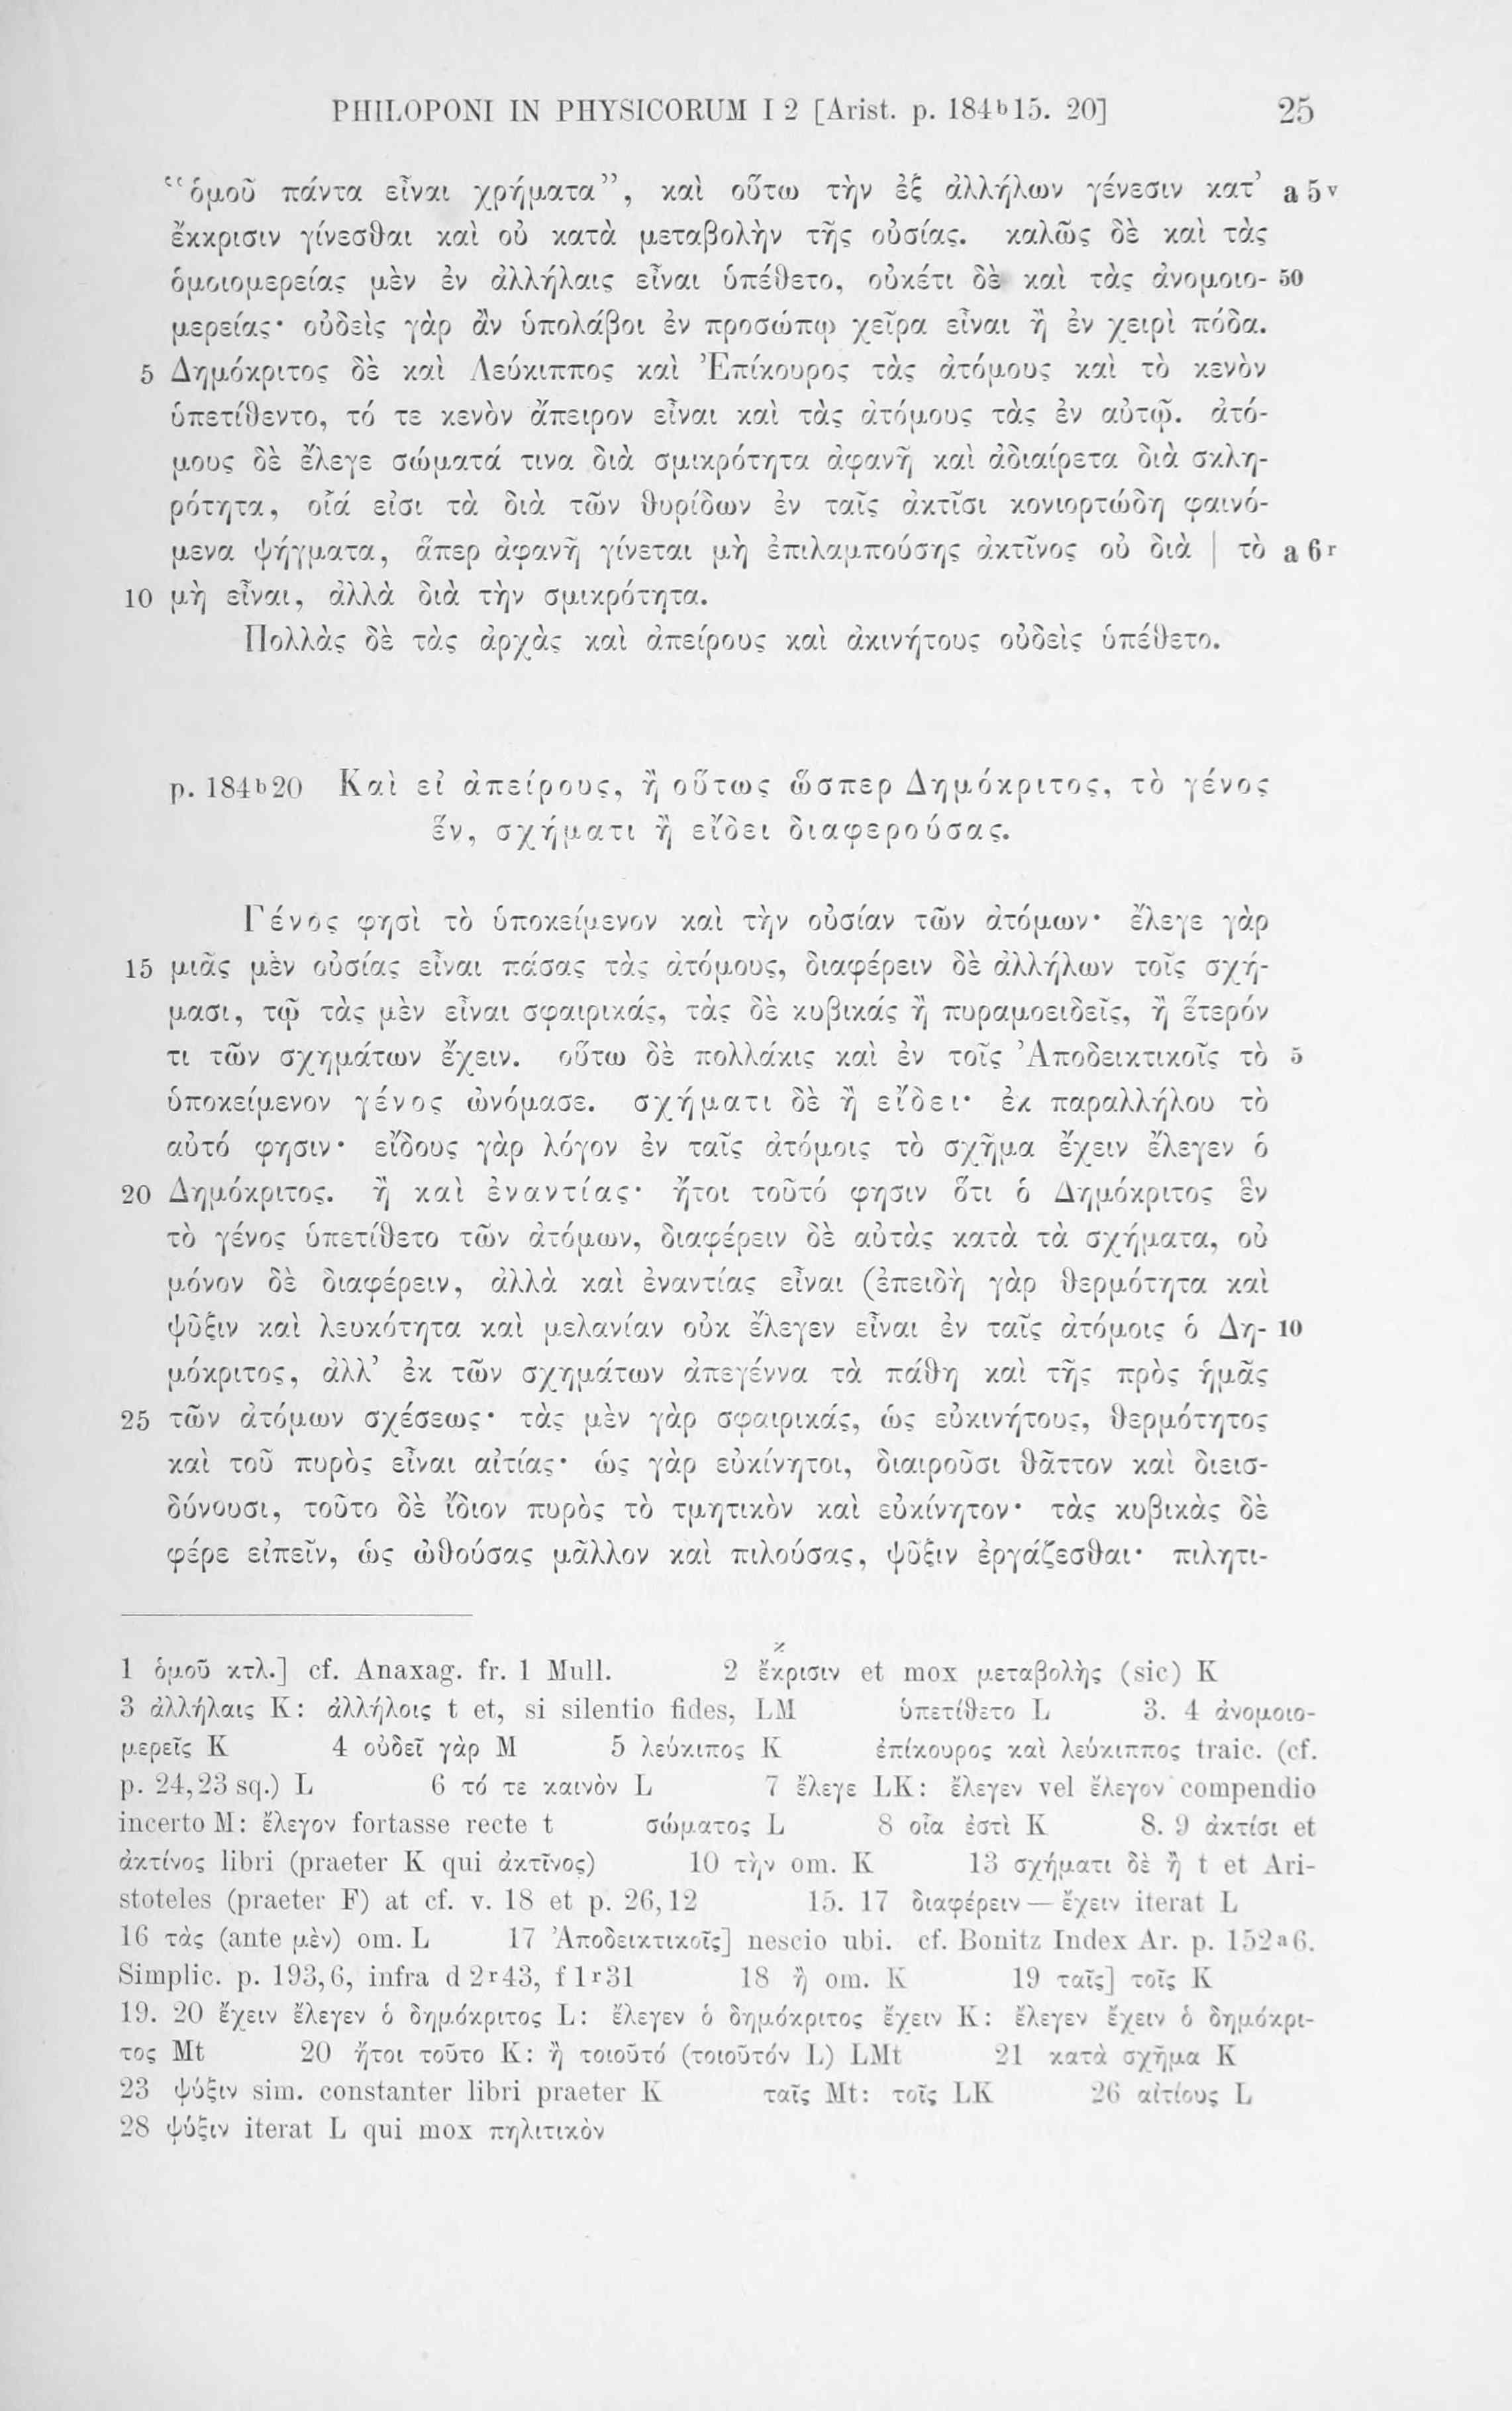 PHILOPONI IN PHYSICORUM I 2 [Arist. p. 184ᵇ15. 20] 25
“ὁμοῦ πάντα εἶναι χρήματα”, καὶ οὕτω τὴν ἐξ ἀλλήλων γένεσιν κατ’ a 5ᵛ
ἔκκρισιν γίνεσθαι καὶ οὐ κατὰ μεταβολὴν τῆς οὐσίας. καλῶς δὲ καὶ τὰς
ὁμοιομερείας μὲν ἐν ἀλλήλαις εἶναι ὑπέθετο, οὐκέτι δὲ καὶ τὰς ἀνομοιο- 50
μερείας· οὐδεὶς γὰρ ἂν ὑπολάβοι ἐν προσώπῳ χεῖρα εἶναι ἢ ἐν χειρὶ πόδα.
5 Δημόκριτος δὲ καὶ Λεύκιππος καὶ Ἐπίκουρος τὰς ἀτόμους καὶ τὸ κενὸν
ὑπετίθεντο, τό τε κενὸν ἄπειρον εἶναι καὶ τὰς ἀτόμους τὰς ἐν αὐτῷ. ἀτό-
μους δὲ ἔλεγε σώματά τινα διὰ σμικρότητα ἀφανῆ καὶ ἀδιαίρετα διὰ σκλη-
ρότητα, οἷά εἰσι τὰ διὰ τῶν θυρίδων ἐν ταῖς ἀκτῖσι κονιορτώδη φαινό-
μενα ψήγματα, ἅπερ ἀφανῆ γίνεται μὴ ἐπιλαμπούσης ἀκτῖνος οὐ διὰ | τὸ a 6ʳ
10 μὴ εἶναι, ἀλλὰ διὰ τὴν σμικρότητα.
Πολλὰς δὲ τὰς ἀρχὰς καὶ ἀπείρους καὶ ἀκινήτους οὐδεὶς ὑπέθετο.
p. 184ᵇ20 Καὶ εἰ ἀπείρους, ἢ οὕτως ὥσπερ Δημόκριτος, τὸ γένος
ἕν, σχήματι ἢ εἴδει διαφερούσας.
Γένος φησὶ τὸ ὑποκείμενον καὶ τὴν οὐσίαν τῶν ἀτόμων· ἔλεγε γὰρ
15 μιᾶς μὲν οὐσίας εἶναι πάσας τὰς ἀτόμους, διαφέρειν δὲ ἀλλήλων τοῖς σχή-
μασι, τῷ τὰς μὲν εἶναι σφαιρικάς, τὰς δὲ κυβικάς ἢ πυραμοειδεῖς, ἢ ἕτερόν
τι τῶν σχημάτων ἔχειν. οὕτω δὲ πολλάκις καὶ ἐν τοῖς Ἀποδεικτικοῖς τὸ 5
ὑποκείμενον γένος ὠνόμασε. σχήματι δὲ ἢ εἴδει· ἐκ παραλλήλου τὸ
αὐτό φησιν· εἴδους γὰρ λόγον ἐν ταῖς ἀτόμοις τὸ σχῆμα ἔχειν ἔλεγεν ὁ
20 Δημόκριτος. ἢ καὶ ἐναντίας· ἤτοι τοῦτό φησιν ὅτι ὁ Δημόκριτος ἓν
τὸ γένος ὑπετίθετο τῶν ἀτόμων, διαφέρειν δὲ αὐτὰς κατὰ τὰ σχήματα, οὐ
μόνον δὲ διαφέρειν, ἀλλὰ καὶ ἐναντίας εἶναι (ἐπειδὴ γὰρ θερμότητα καὶ
ψῦξιν καὶ λευκότητα καὶ μελανίαν οὐκ ἔλεγεν εἶναι ἐν ταῖς ἀτόμοις ὁ Δη- 10
μόκριτος, ἀλλ’ ἐκ τῶν σχημάτων ἀπεγέννα τὰ πάθη καὶ τῆς πρὸς ἡμᾶς
25 τῶν ἀτόμων σχέσεως· τὰς μὲν γὰρ σφαιρικάς, ὡς εὐκινήτους, θερμότητος
καὶ τοῦ πυρὸς εἶναι αἰτίας· ὡς γὰρ εὐκίνητοι, διαιροῦσι θᾶττον καὶ διεισ-
δύνουσι, τοῦτο δὲ ἴδιον πυρὸς τὸ τμητικὸν καὶ εὐκίνητον· τὰς κυβικὰς δὲ
φέρε εἰπεῖν, ὡς ὠθούσας μᾶλλον καὶ πιλούσας, ψῦξιν ἐργάζεσθαι· πιλητι-
1 ὁμοῦ κτλ.] cf. Anaxag. fr. 1 Mull. 2 ἔκ̽ρισιν et mox μεταβολῆς (sic) K
3 ἀλλήλαις K: ἀλλήλοις t et, si silentio fides, LM ὑπετίθετο L 3. 4 ἀνομοιο-
μερεῖς K 4 οὐδεῖ γὰρ M 5 λεύκιπος K ἐπίκουρος καὶ λεύκιππος traic. (cf.
p. 24,23 sq.) L 6 τό τε καινὸν L 7 ἔλεγε LK: ἔλεγεν vel ἔλεγον compendio
incerto M: ἔλεγον fortasse recte t σώματος L 8 οἷα ἐστὶ K 8. 9 ἀκτίσι et
ἀκτίνος libri (praeter K qui ἀκτῖνος) 10 τὴν om. K 13 σχήματι δὲ ἢ t et Ari-
stoteles (praeter F) at cf. v. 18 et p. 26,12 15. 17 διαφέρειν — ἔχειν iterat L
16 τὰς (ante μὲν) om. L 17 Ἀποδεικτικοῖς] nescio ubi. cf. Bonitz Index Ar. p. 152ᵃ6.
Simplic. p. 193,6, infra d 2ʳ43, f 1ʳ31 18 ἢ om. K 19 ταῖς] τοῖς K
19. 20 ἔχειν ἔλεγεν ὁ δημόκριτος L: ἔλεγεν ὁ δημόκριτος ἔχειν K: ἔλεγεν ἔχειν ὁ δημόκρι-
τος Mt 20 ἤτοι τοῦτο K: ἢ τοιοῦτό (τοιοῦτόν L) LMt 21 κατὰ σχῆμα K
23 ψύξιν sim. constanter libri praeter K ταῖς Mt: τοῖς LK 26 αἰτίους L
28 ψύξιν iterat L qui mox πηλιτικὸν